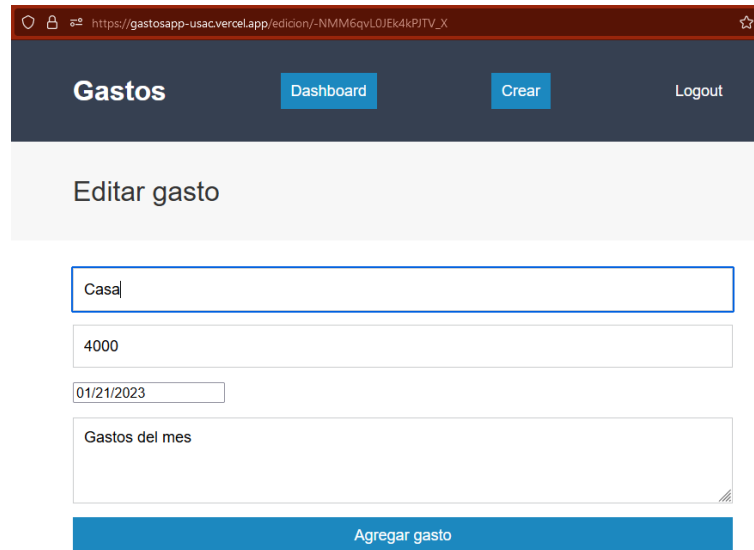 https://gastosapp-usac.vercel.app/edicion/-NMM6qvL0JEk4kPJTV_X
Gastos Dashboard Crear Logout
Editar gasto
Casa
4000
01/21/2023
Gastos del mes
Agregar gasto